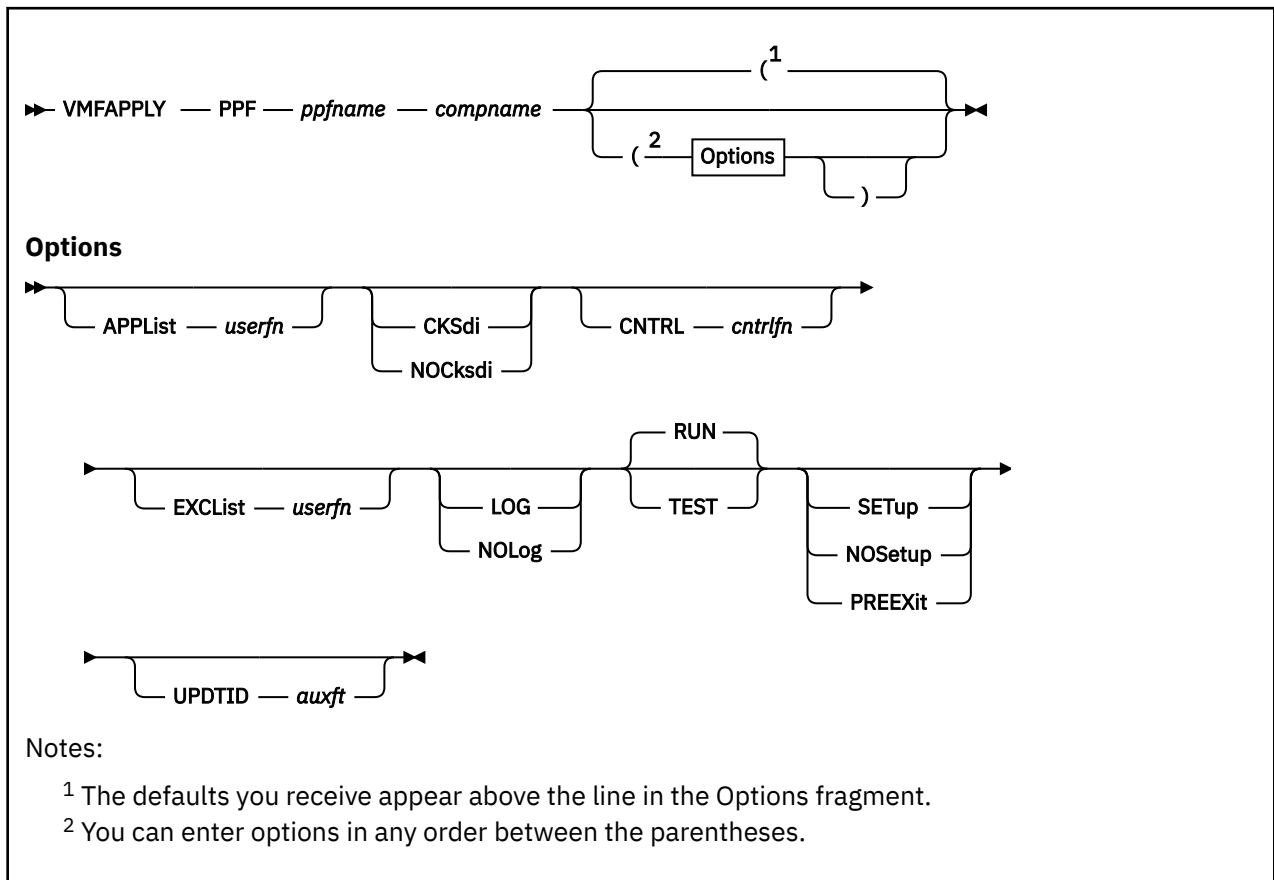 ( 1
VMFAPPLY PPF ppfname compname
( 2 Options
)
Options
APPList userfn CKSdi CNTRL cntrlfn
NOCksdi
RUN
EXCList userfn LOG TEST SETup
NOLog NOSetup
PREEXit
UPDTID auxft
Notes:
1 The defaults you receive appear above the line in the Options fragment.
2 You can enter options in any order between the parentheses.